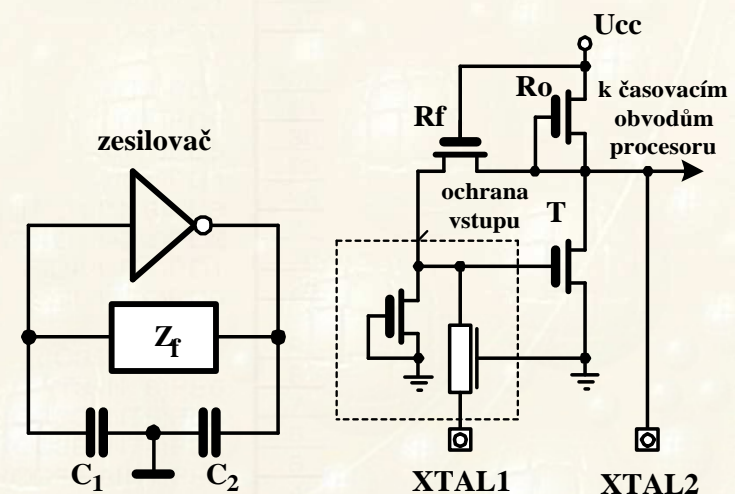 zesilovač
Zf
C1
C2
Ucc
Ro
k časovacím
obvodům
procesoru
Rf
ochrana
vstupu
T
XTAL1
XTAL2